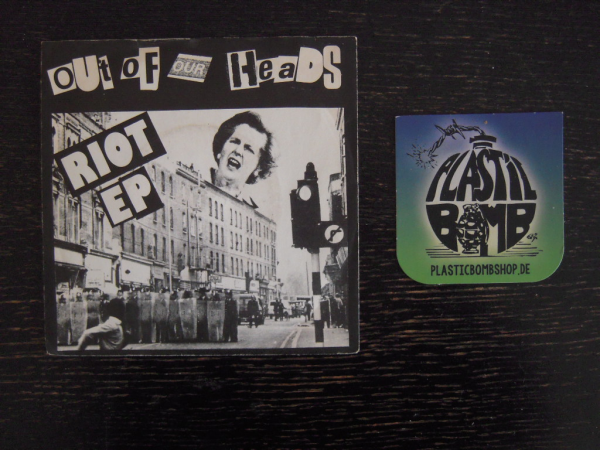 OUT OF OUR HeADS
RIOT
EP
PLASTIC
BOMB
PLASTICBOMBSHOP.DE